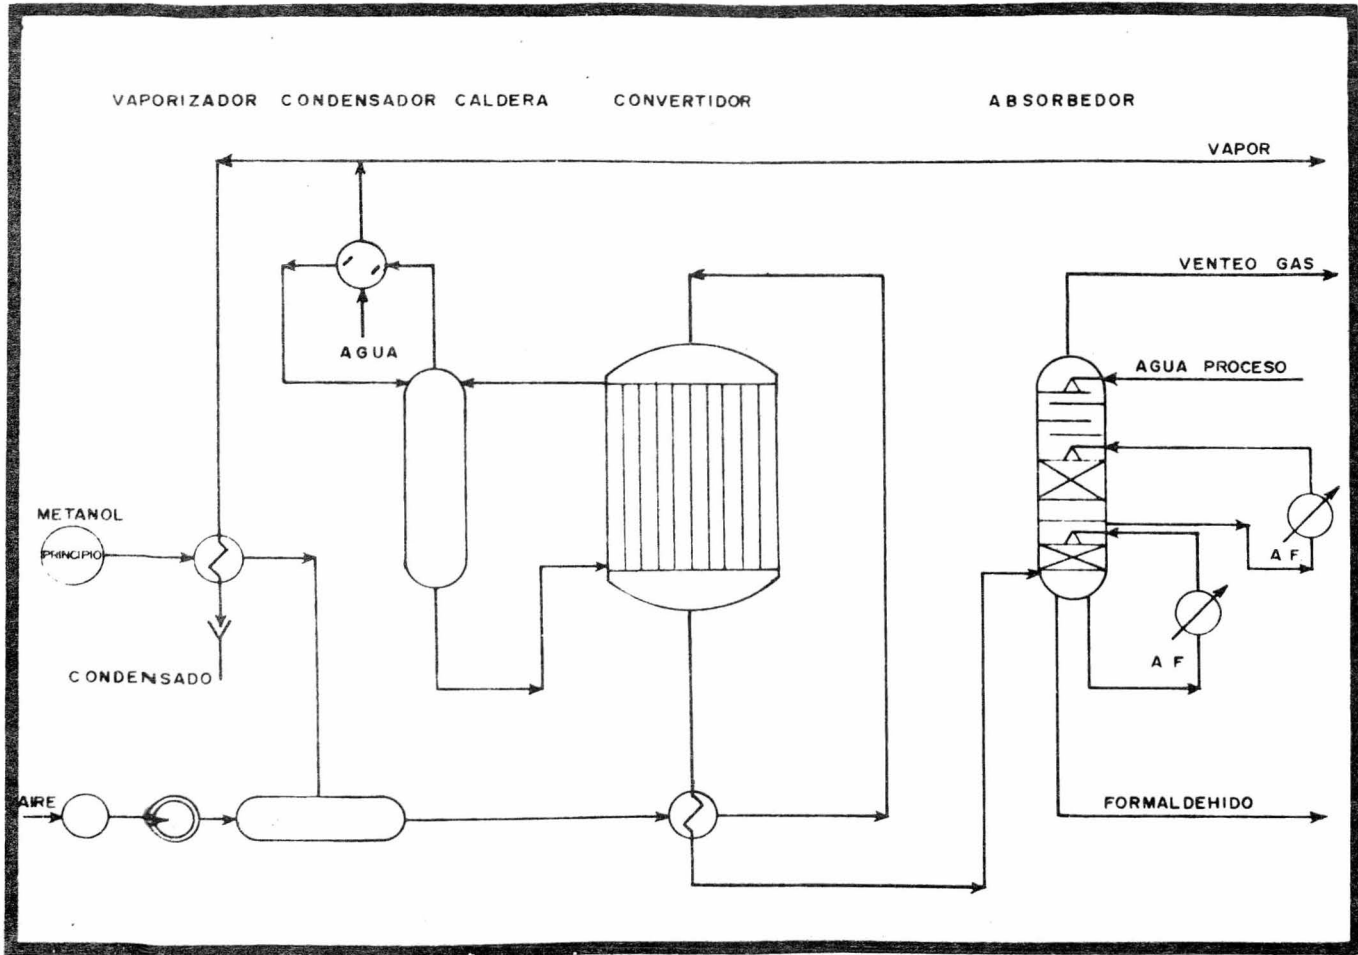 VAPORIZADOR CONDENSADOR CALDERA CONVERTIDOR ABSORBEDOR
VAPOR
VENTEO GAS
AGUA
AGUA PROCESO
METANOL
PRINCIPIO
A F
A F
CONDENSADO
AIRE
FORMALDEHIDO